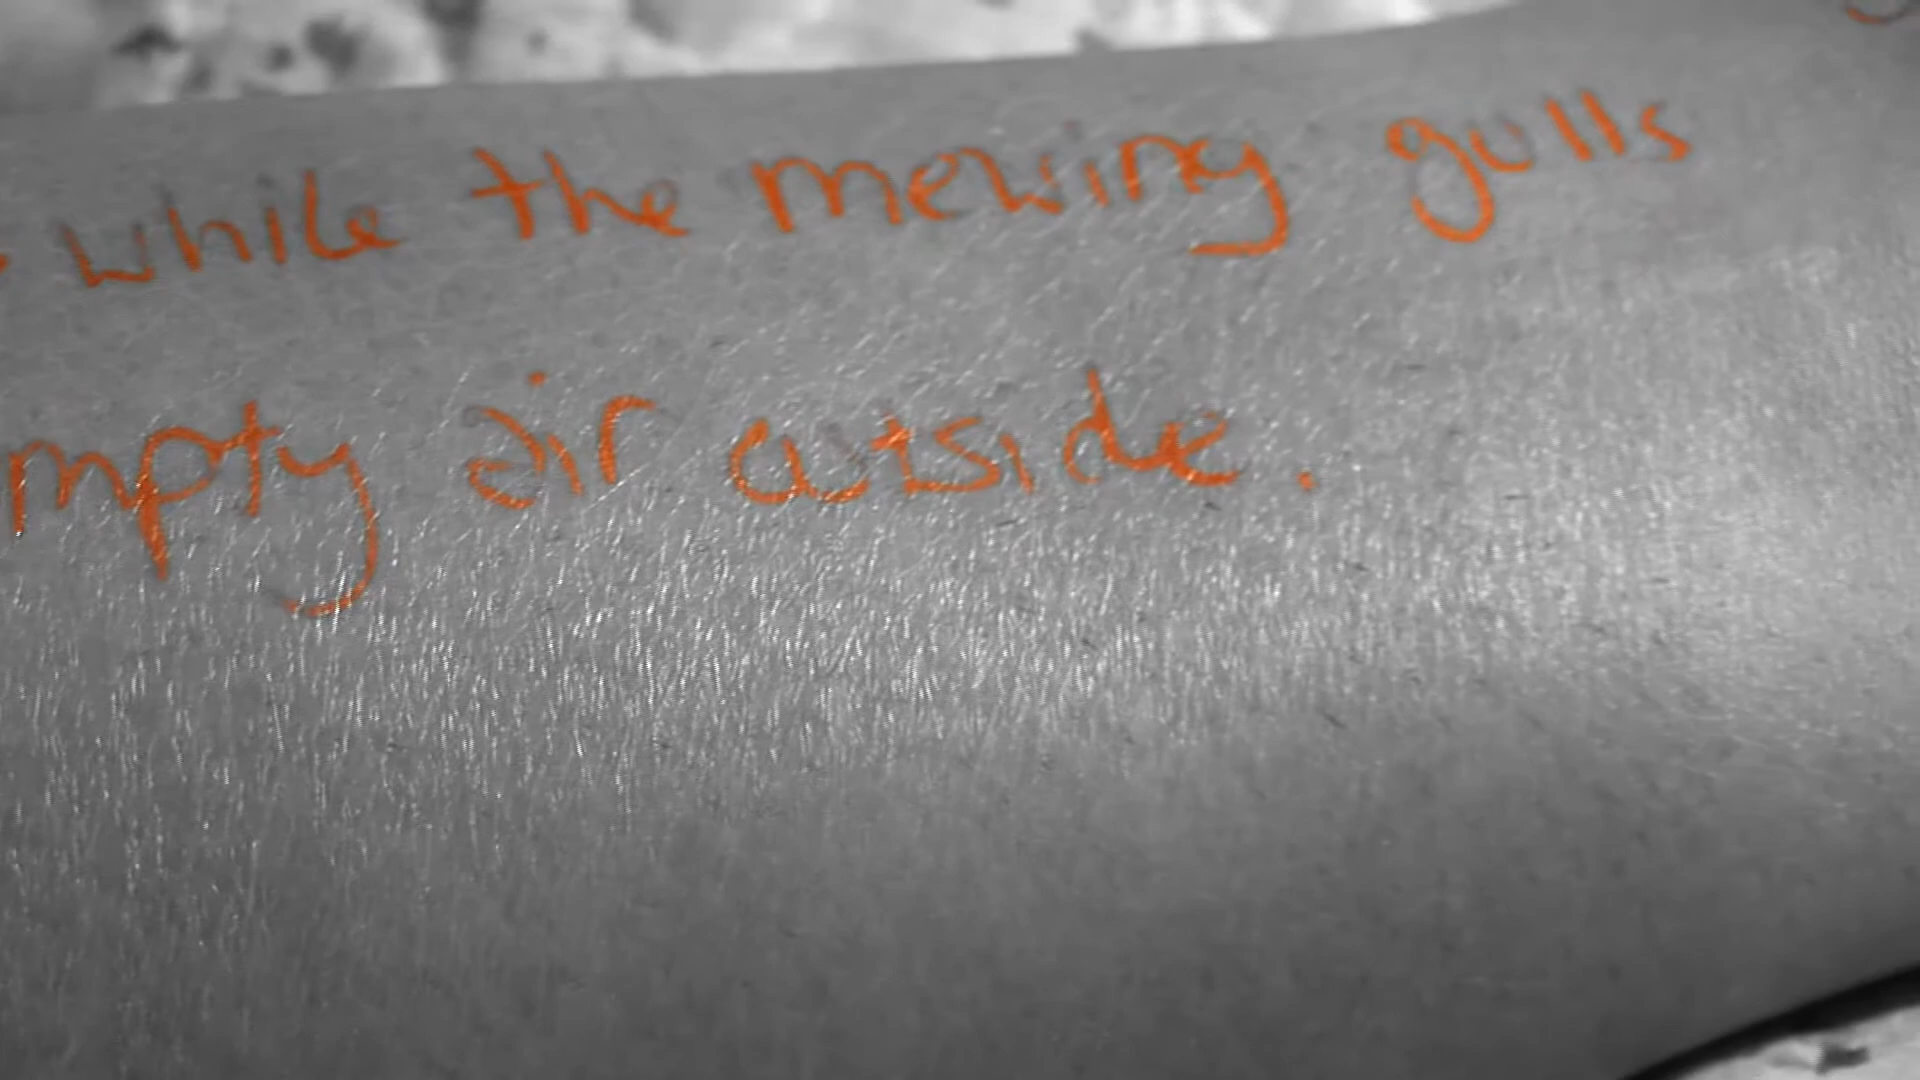 while the mewing gulls
mpty air outside.